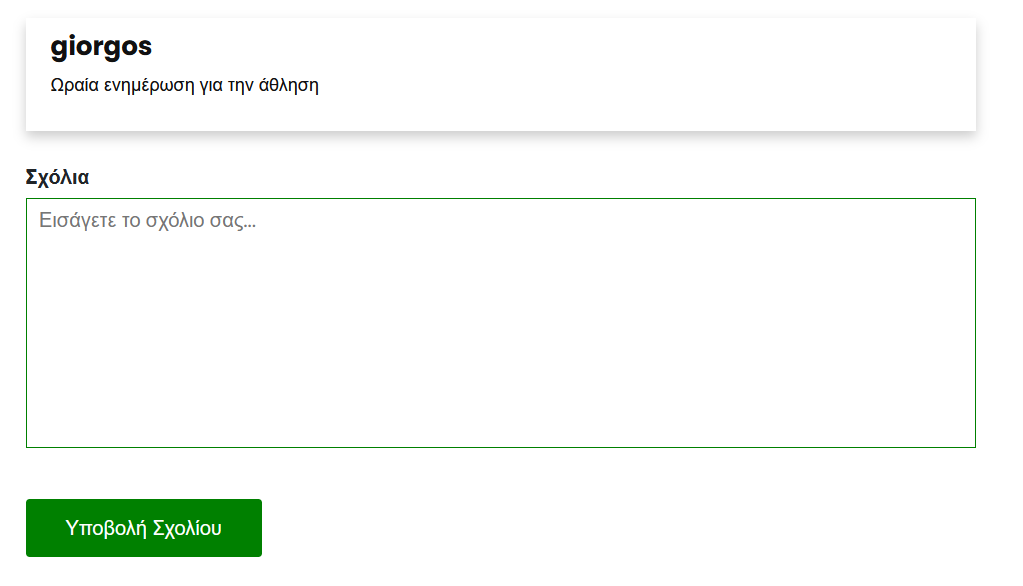 giorgos
Ωραία ενημέρωση για την άθληση
Σχόλια
Εισάγετε το σχόλιο σας...
Υποβολή Σχολίου